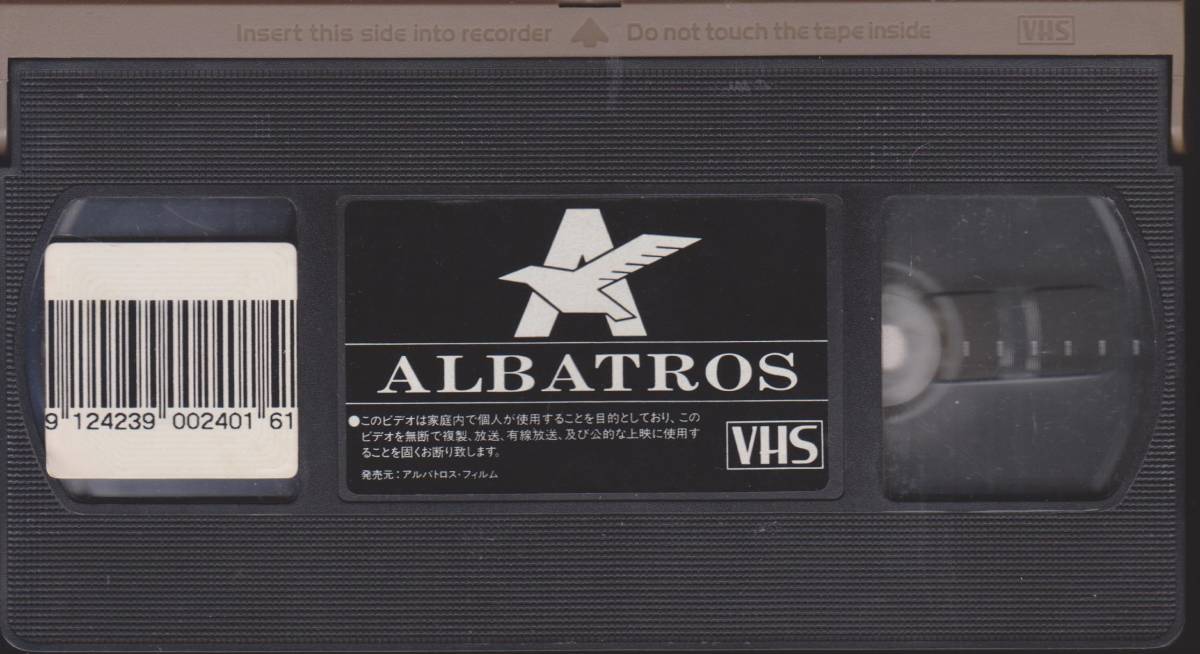 Insert this side into recorder Do not touch the tape inside VHS
A
ALBATROS
●このビデオは家庭内で個人が使用することを目的としており、この
ビデオを無断で複製、放送、有線放送、及び公的な上映に使用す
ることを固くお断り致します。
発売元：アルバトロス・フィルム
VHS
9 124239 002401 61